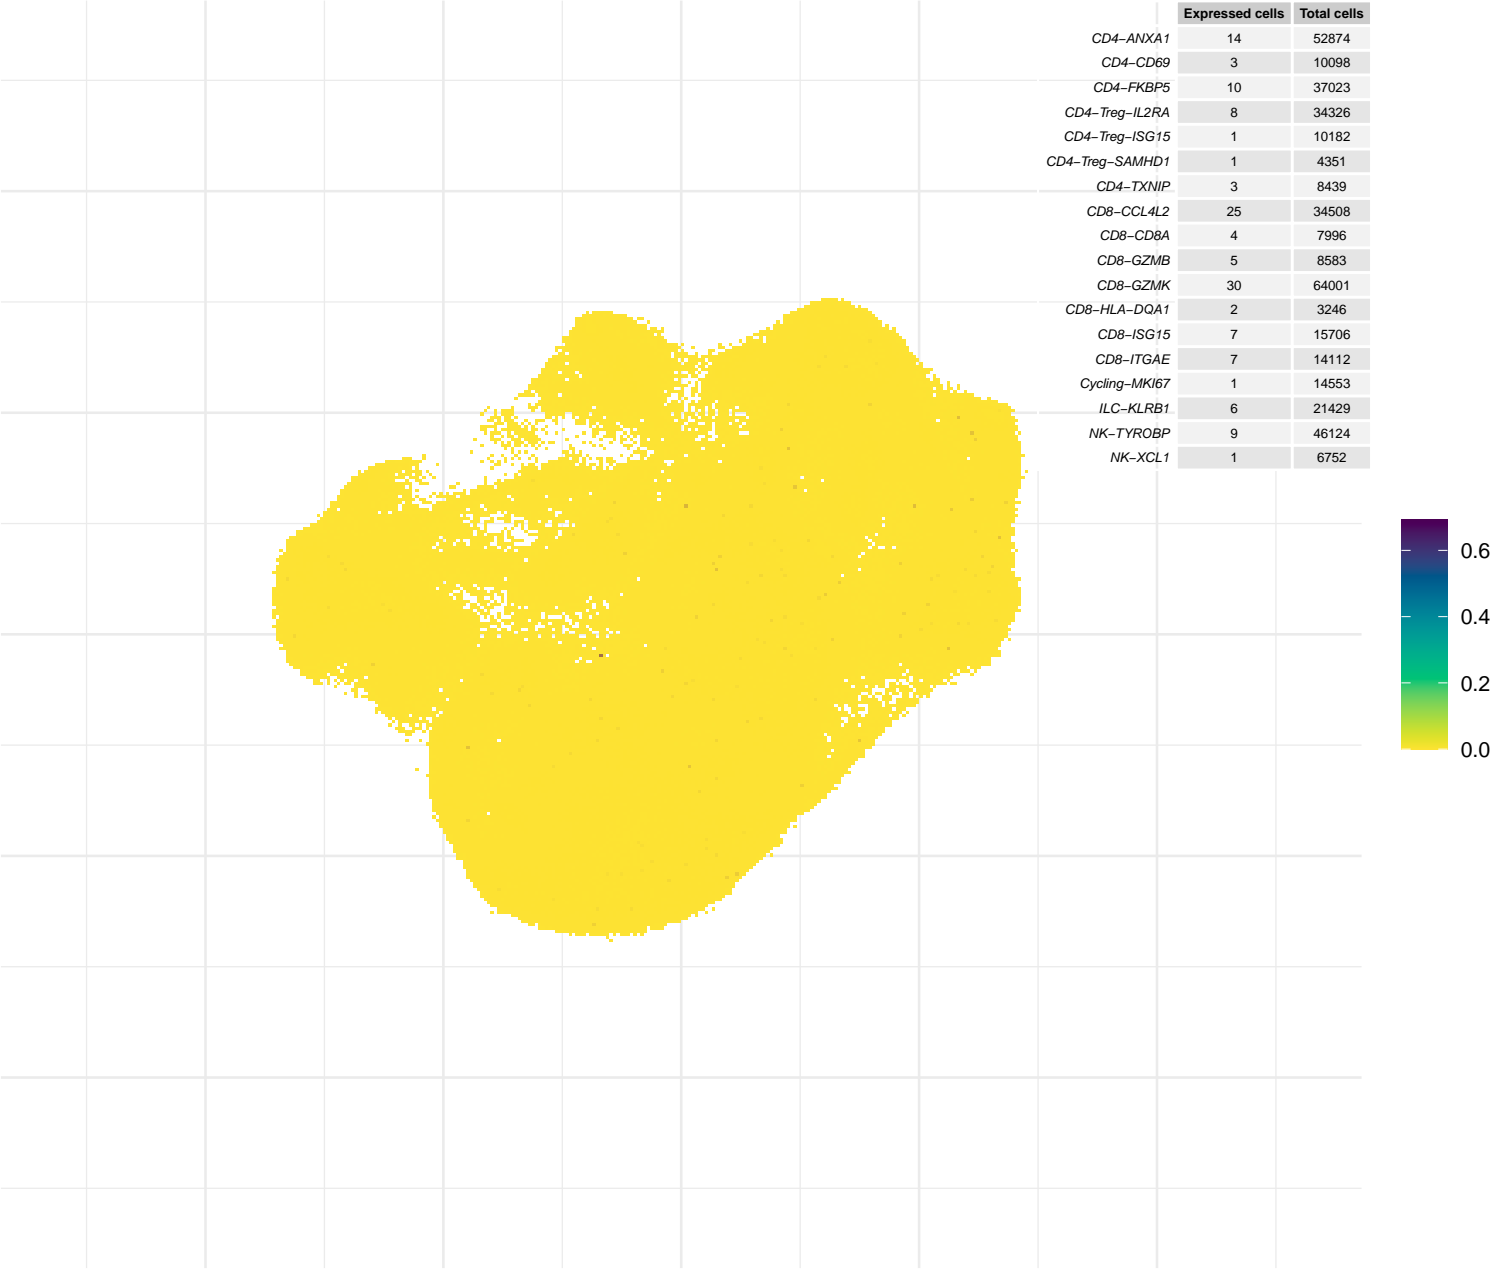 Expressed cells Total cells
CD4−ANXA1 14 52874
CD4−CD69 3 10098
CD4−FKBP5 10 37023
CD4−Treg−IL2RA 8 34326
CD4−Treg−ISG15 1 10182
CD4−Treg−SAMHD1 1 4351
CD4−TXNIP 3 8439
CD8−CCL4L2 25 34508
CD8−CD8A 4 7996
CD8−GZMB 5 8583
CD8−GZMK 30 64001
CD8−HLA−DQA1 2 3246
CD8−ISG15 7 15706
CD8−ITGAE 7 14112
Cycling−MKI67 1 14553
ILC−KLRB1 6 21429
NK−TYROBP 9 46124
NK−XCL1 1 6752
0.6
0.4
0.2
0.0